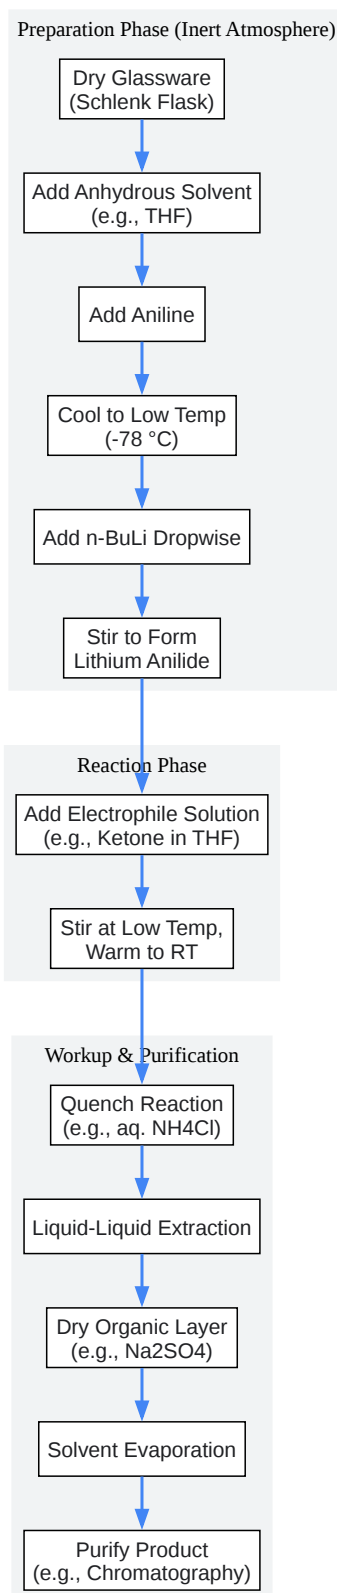 Preparation Phase (Inert Atmosphere)
Dry Glassware
(Schlenk Flask)
Add Anhydrous Solvent
(e.g., THF)
Add Aniline
Cool to Low Temp
(-78 °C)
Add n-BuLi Dropwise
Stir to Form
Lithium Anilide
Reaction Phase
Add Electrophile Solution
(e.g., Ketone in THF)
Stir at Low Temp,
Warm to RT
Workup & Purification
Quench Reaction
(e.g., aq. NH4Cl)
Liquid-Liquid Extraction
Dry Organic Layer
(e.g., Na2SO4)
Solvent Evaporation
Purify Product
(e.g., Chromatography)